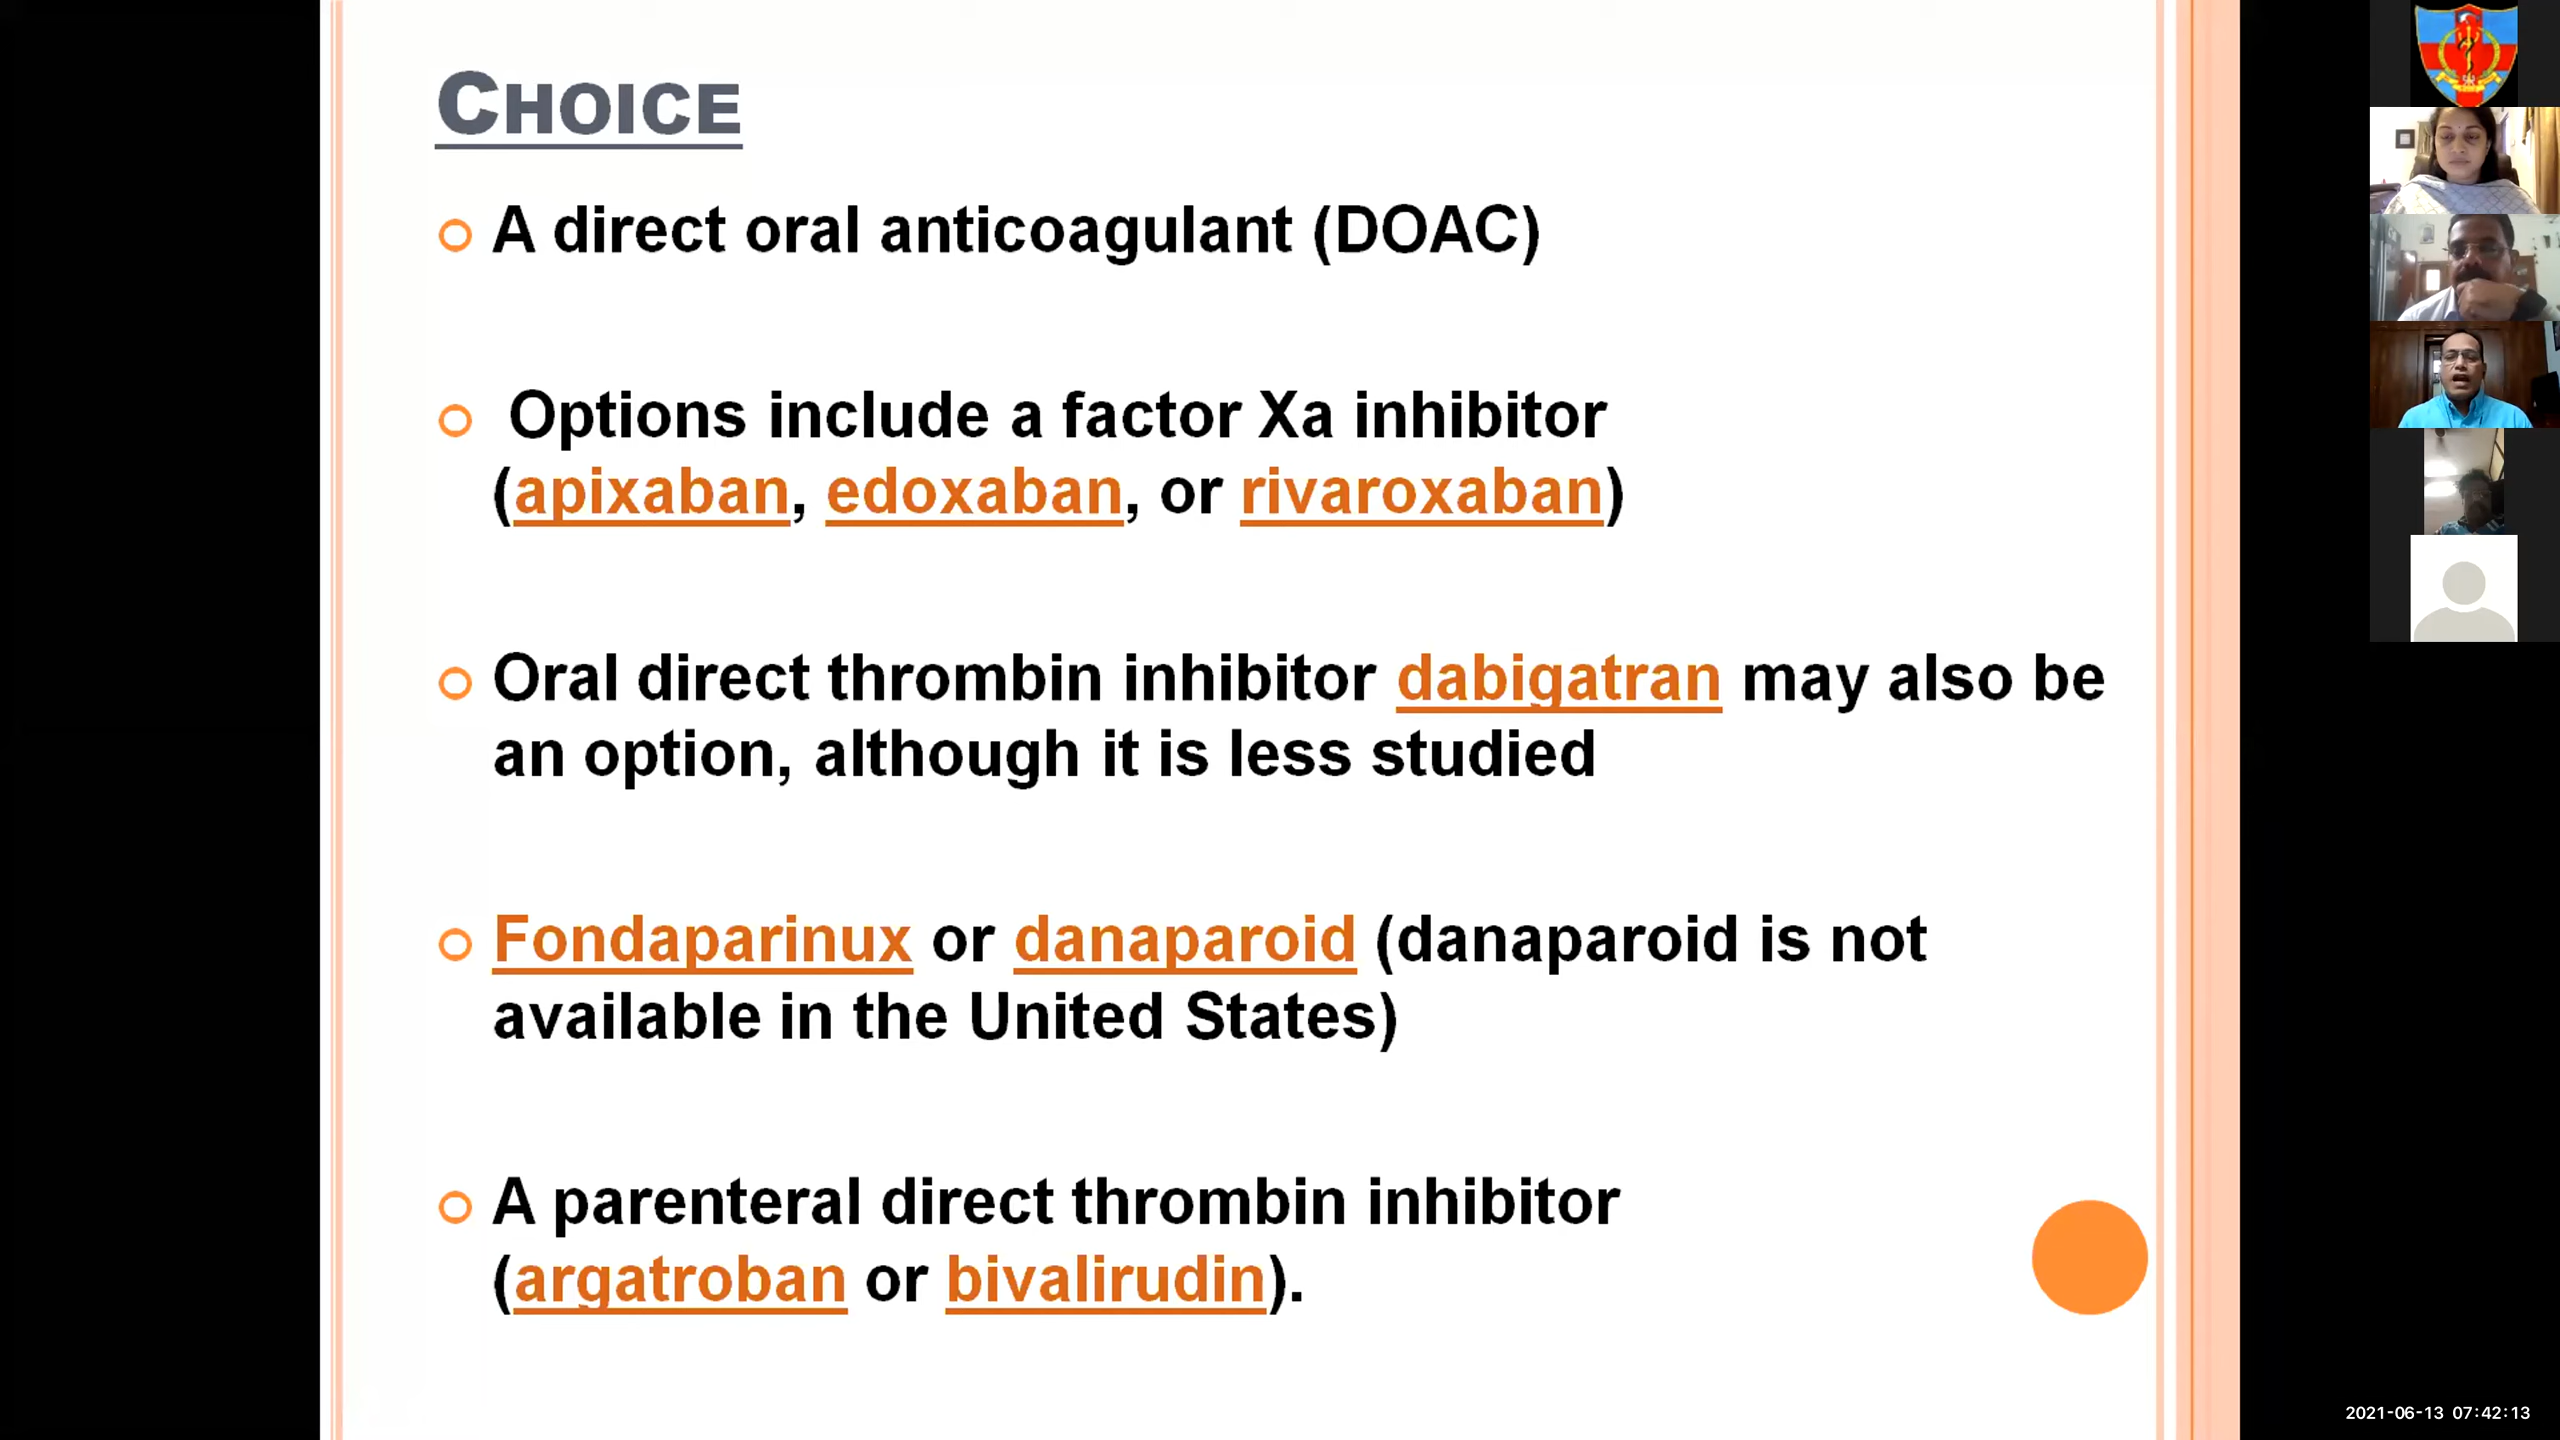 CHOICE
A direct oral anticoagulant (DOAC)
Options include a factor Xa inhibitor
(apixaban, edoxaban, or rivaroxaban)
Oral direct thrombin inhibitor dabigatran may also be
an option, although it is less studied
Fondaparinux or danaparoid (danaparoid is not
available in the United States)
A parenteral direct thrombin inhibitor
(argatroban or bivalirudin).
2021-06-13 07:42:13